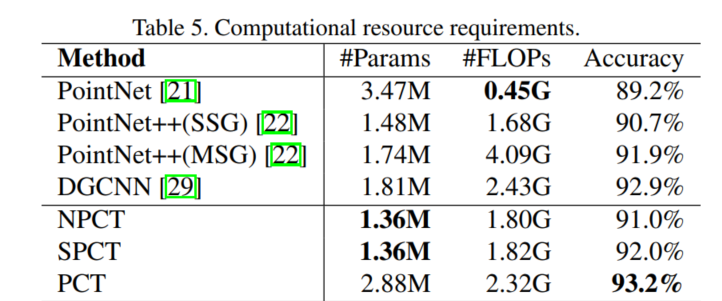 Table 5. Computational resource requirements.
Method #Params #FLOPs Accuracy
PointNet [21] 3.47M 0.45G 89.2%
PointNet++(SSG) [22] 1.48M 1.68G 90.7%
PointNet++(MSG) [22] 1.74M 4.09G 91.9%
DGCNN [29] 1.81M 2.43G 92.9%
NPCT 1.36M 1.80G 91.0%
SPCT 1.36M 1.82G 92.0%
PCT 2.88M 2.32G 93.2%